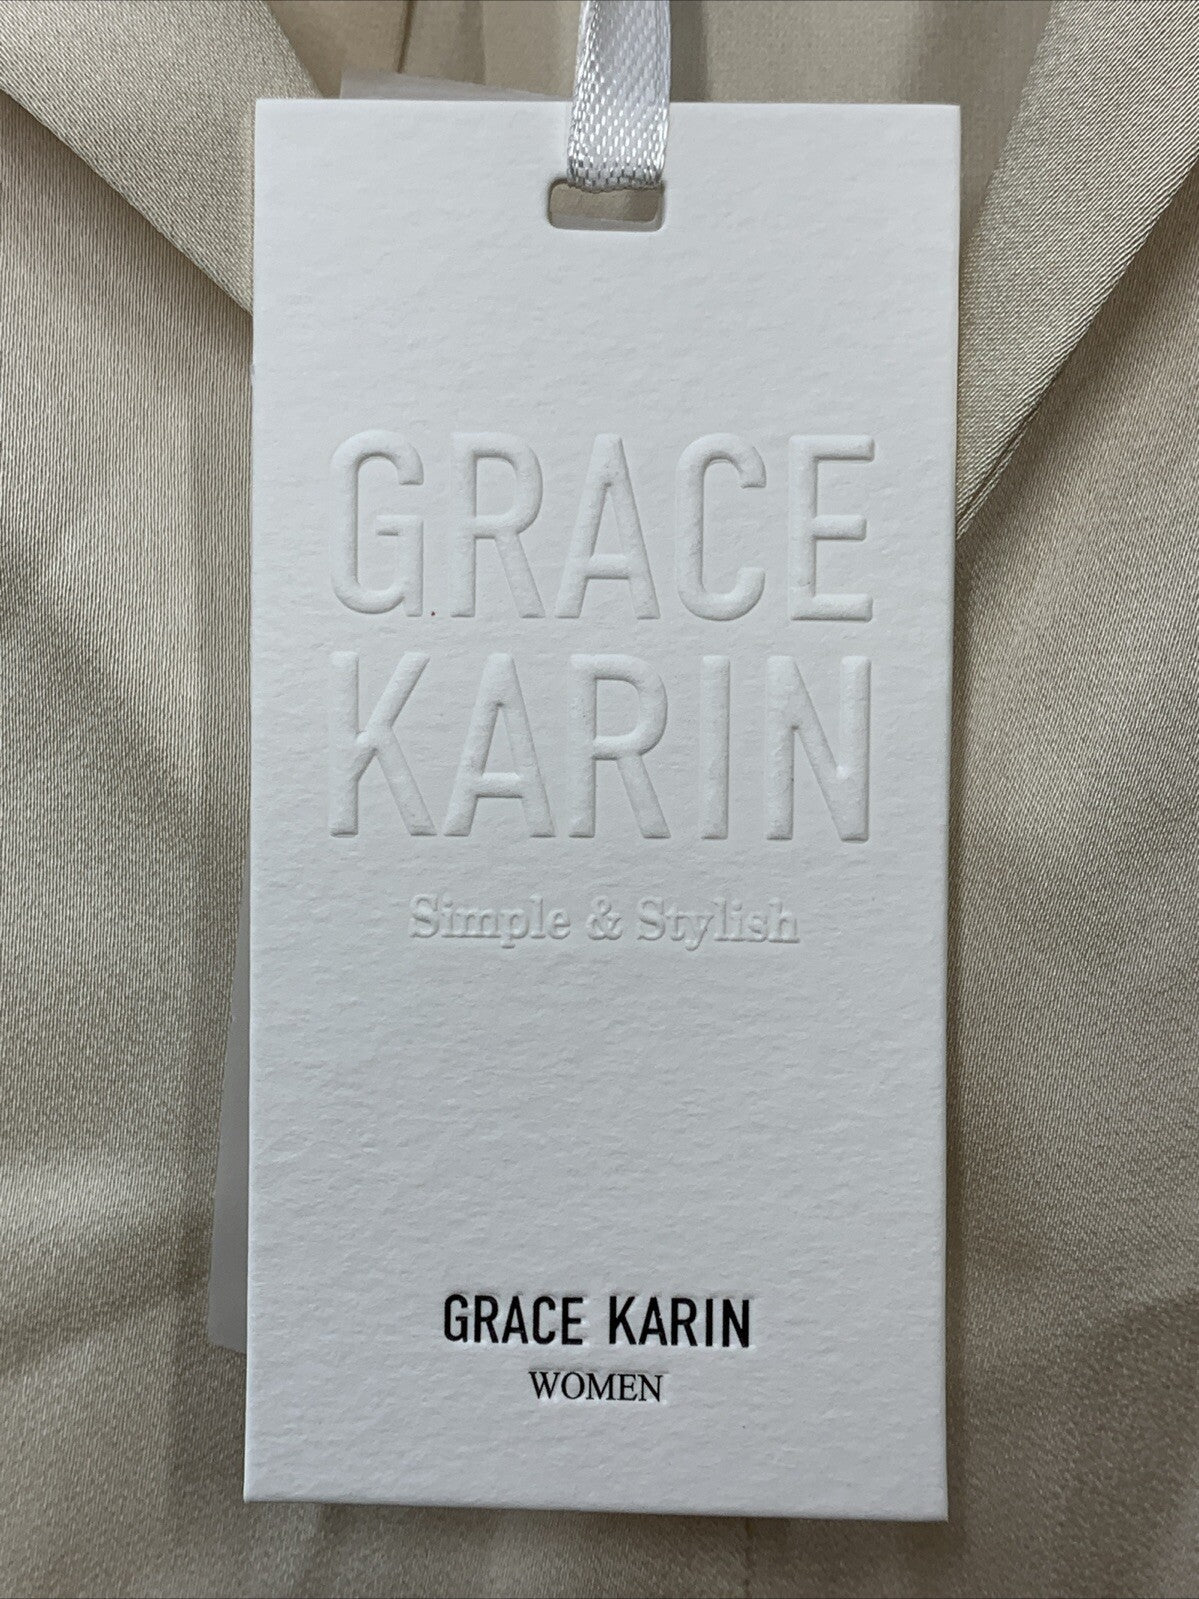 GRACE
KARIN
Simple & Stylish
GRACE KARIN
WOMEN